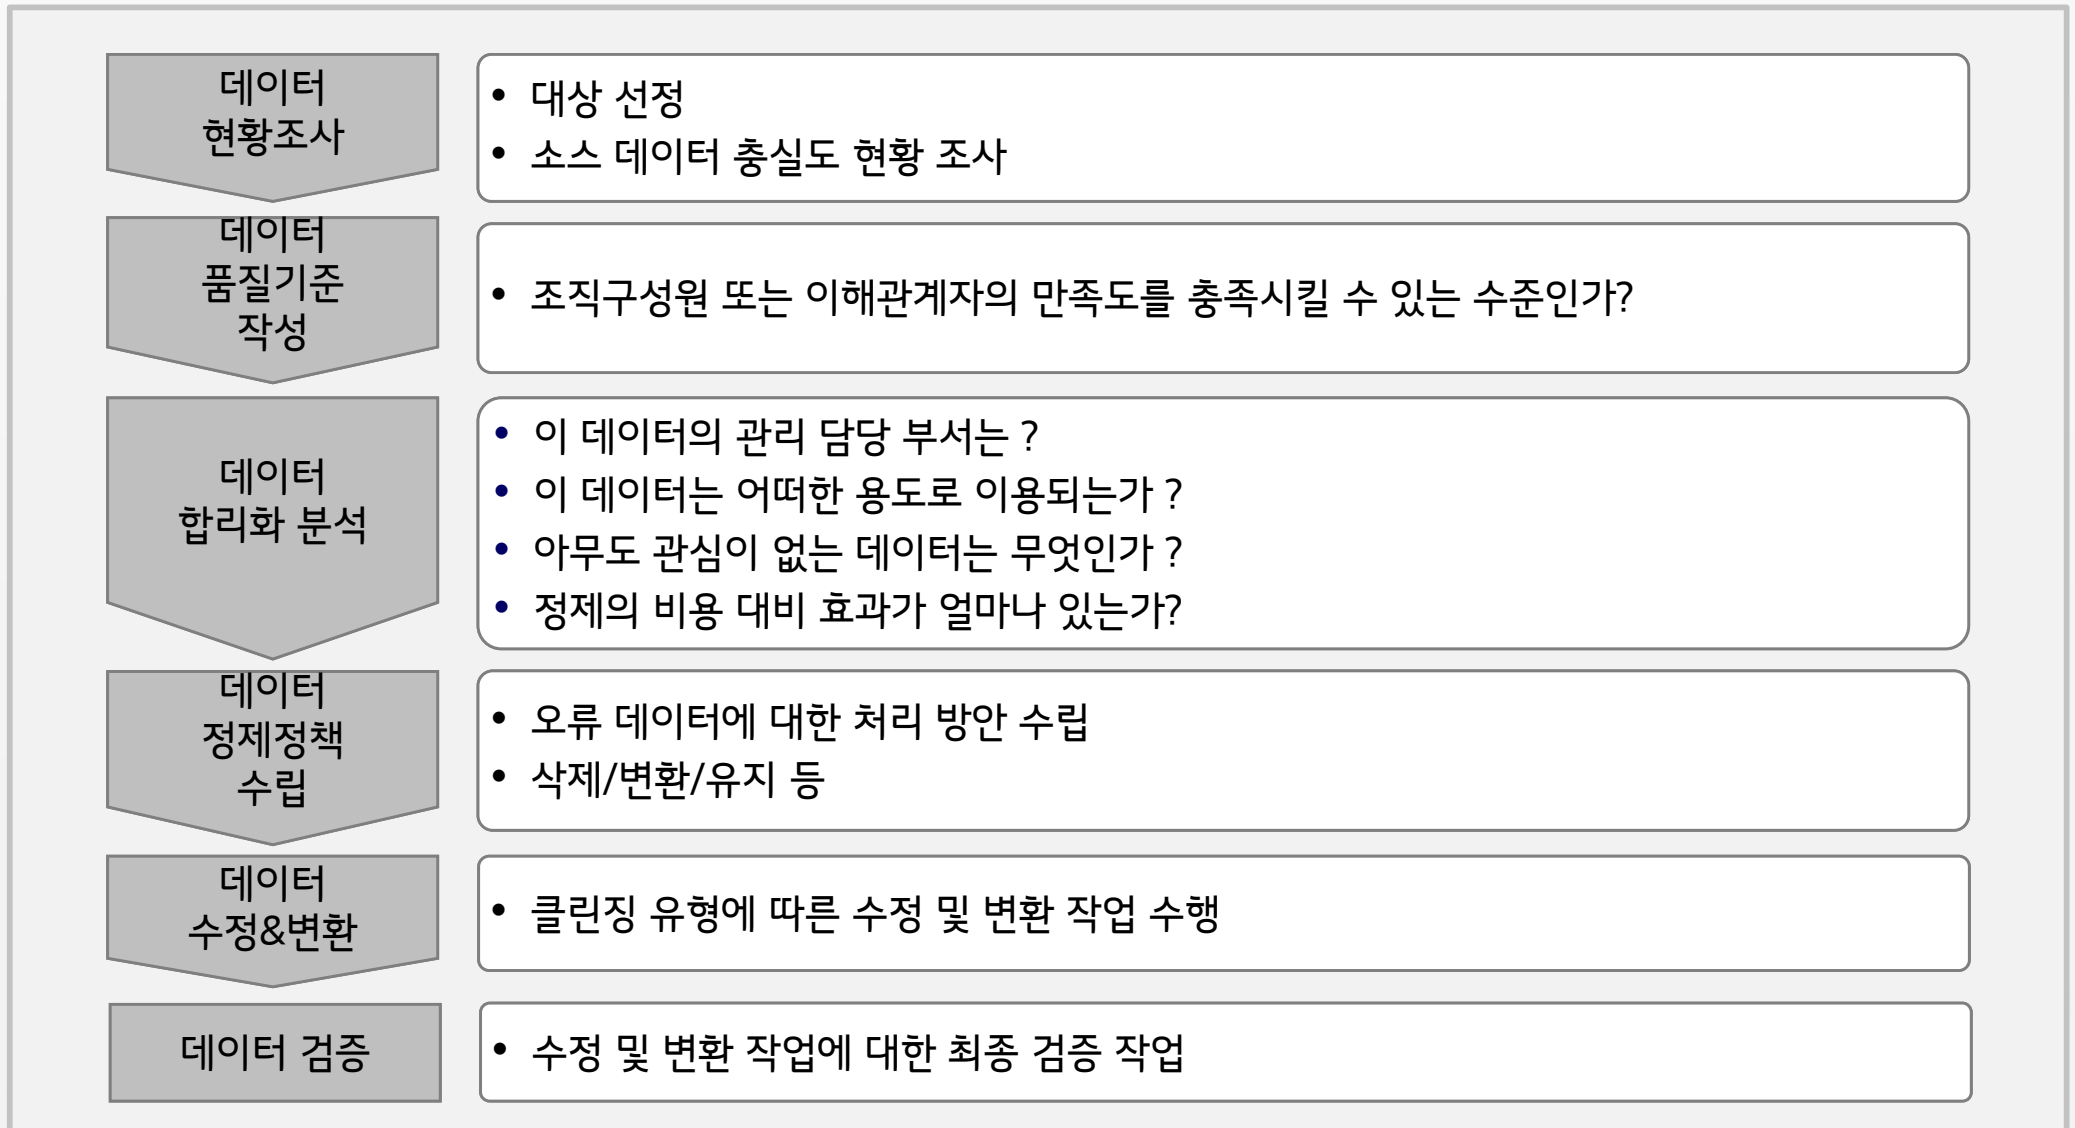 데이터
현황조사
• 대상 선정
• 소스 데이터 충실도 현황 조사
데이터
품질기준
작성
• 조직구성원 또는 이해관계자의 만족도를 충족시킬 수 있는 수준인가?
데이터
합리화 분석
• 이 데이터의 관리 담당 부서는 ?
• 이 데이터는 어떠한 용도로 이용되는가 ?
• 아무도 관심이 없는 데이터는 무엇인가 ?
• 정제의 비용 대비 효과가 얼마나 있는가?
데이터
정제정책
수립
• 오류 데이터에 대한 처리 방안 수립
• 삭제/변환/유지 등
데이터
수정&변환
• 클린징 유형에 따른 수정 및 변환 작업 수행
데이터 검증
• 수정 및 변환 작업에 대한 최종 검증 작업